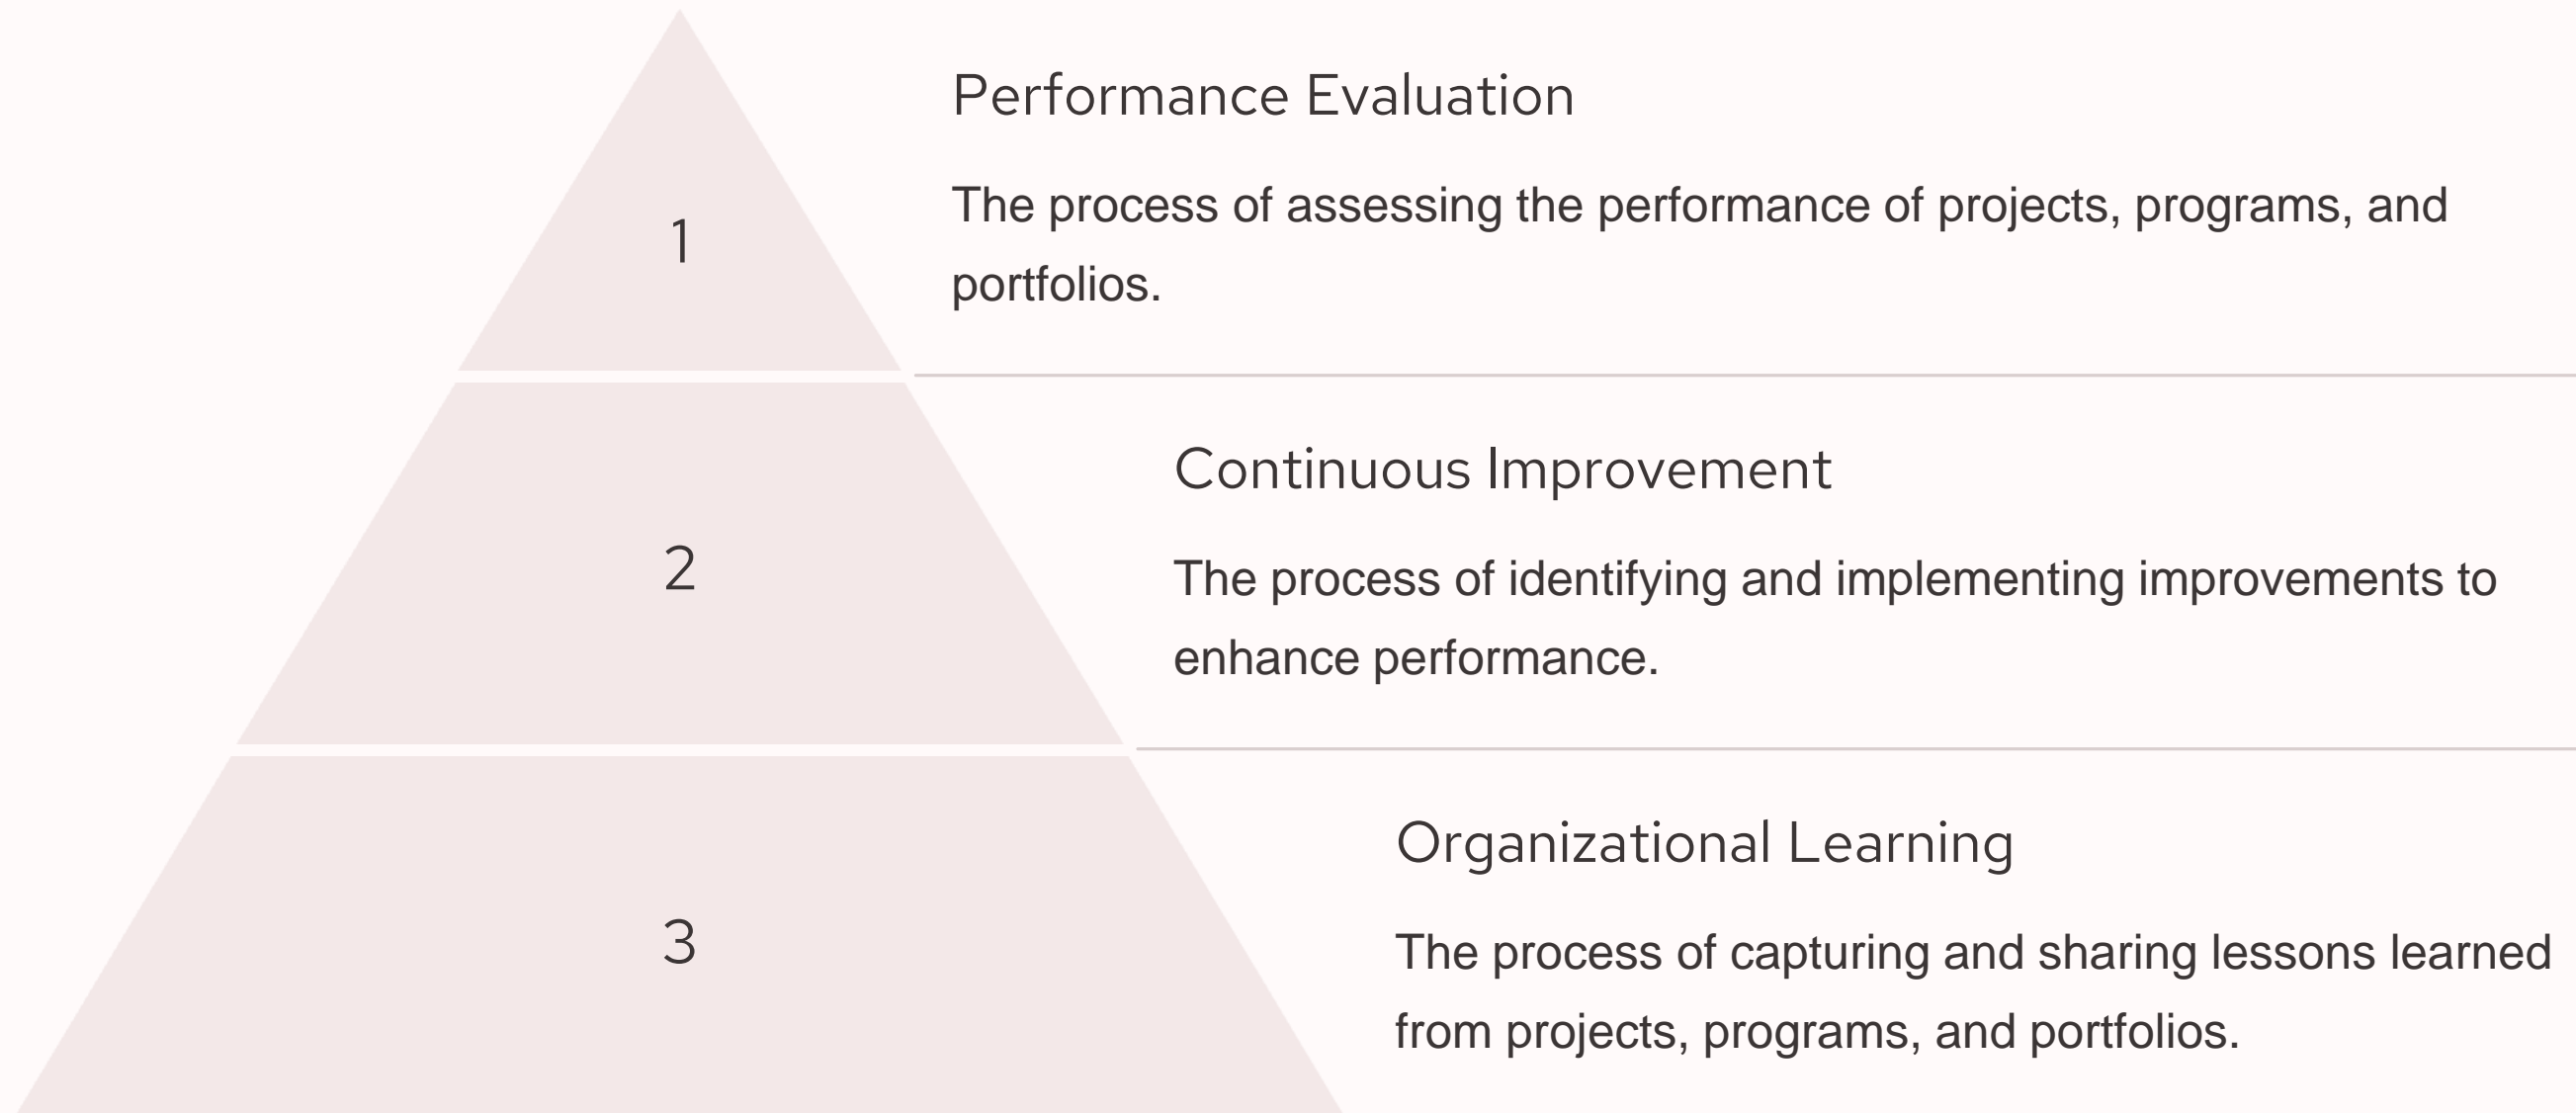 1
Performance Evaluation
The process of assessing the performance of projects, programs, and
portfolios.
2
Continuous Improvement
The process of identifying and implementing improvements to
enhance performance.
3
Organizational Learning
The process of capturing and sharing lessons learned
from projects, programs, and portfolios.